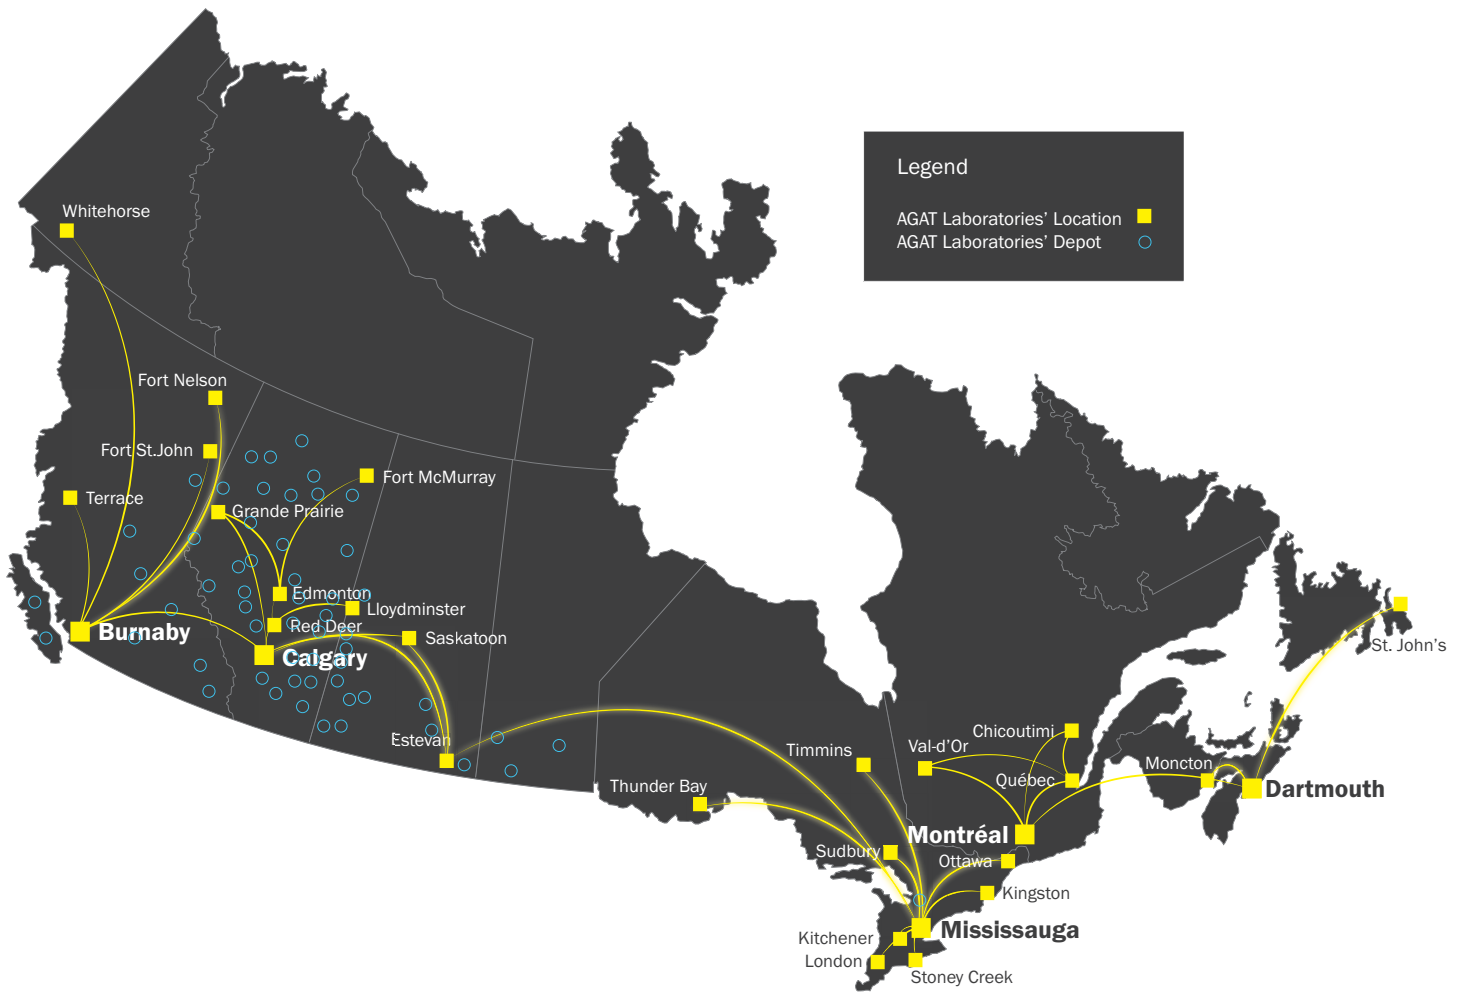 Legend
AGAT Laboratories’ Location
AGAT Laboratories’ Depot
Whitehorse
Fort Nelson
Fort St.John
Fort McMurray
Terrace
Grande Prairie
Edmonton
Lloydminster
Red Deer
Burnaby
Saskatoon
Calgary
St. John’s
Estevan
Chicoutimi
Timmins
Val-d’Or
Moncton
Québec
Thunder Bay
Dartmouth
Montréal
Sudbury
Ottawa
Kingston
Mississauga
Kitchener
London
Stoney Creek